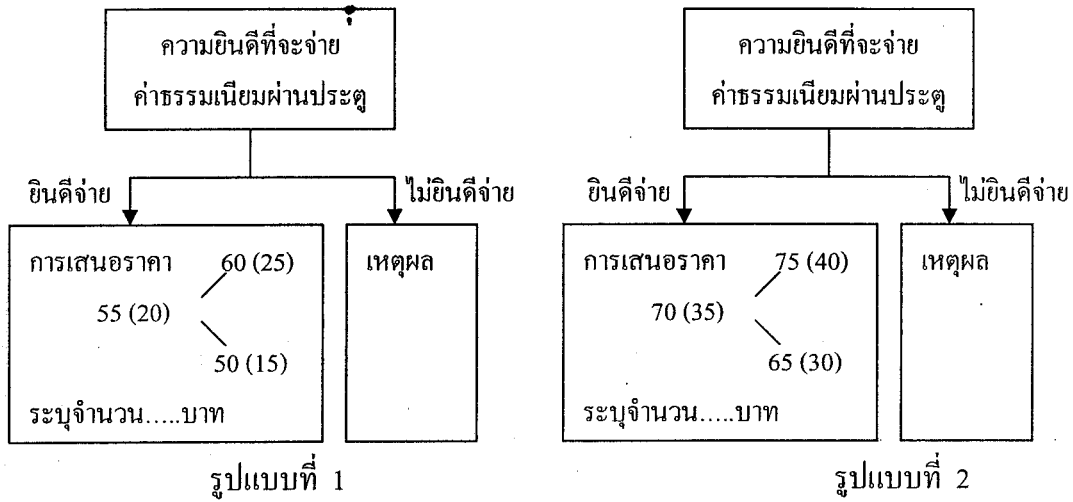 ความยินดีที่จะจ่าย
ค่าธรรมเนียมผ่านประตู
ยินดีจ่าย
ไม่ยินดีจ่าย
การเสนอราคา 60 (25)
55 (20)
50 (15)
ระบุจำนวน.....บาท
เหตุผล
รูปแบบที่ 1
ความยินดีที่จะจ่าย
ค่าธรรมเนียมผ่านประตู
ยินดีจ่าย
ไม่ยินดีจ่าย
การเสนอราคา 75 (40)
70 (35)
65 (30)
ระบุจำนวน.....บาท
เหตุผล
รูปแบบที่ 2